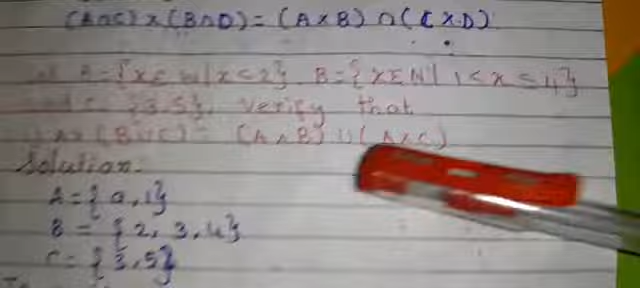 (A∩C) × (B∩D) = (A×B) ∩ (C×D)
A = {x∈W | x<2} B = {x∈N | 1<x≤4}
{3,5}. Verify that
A × (B∪C) = (A×B) ∪ (A×C)
Solution:
A = {0, 1}
B = {2, 3, 4}
C = {3, 5}